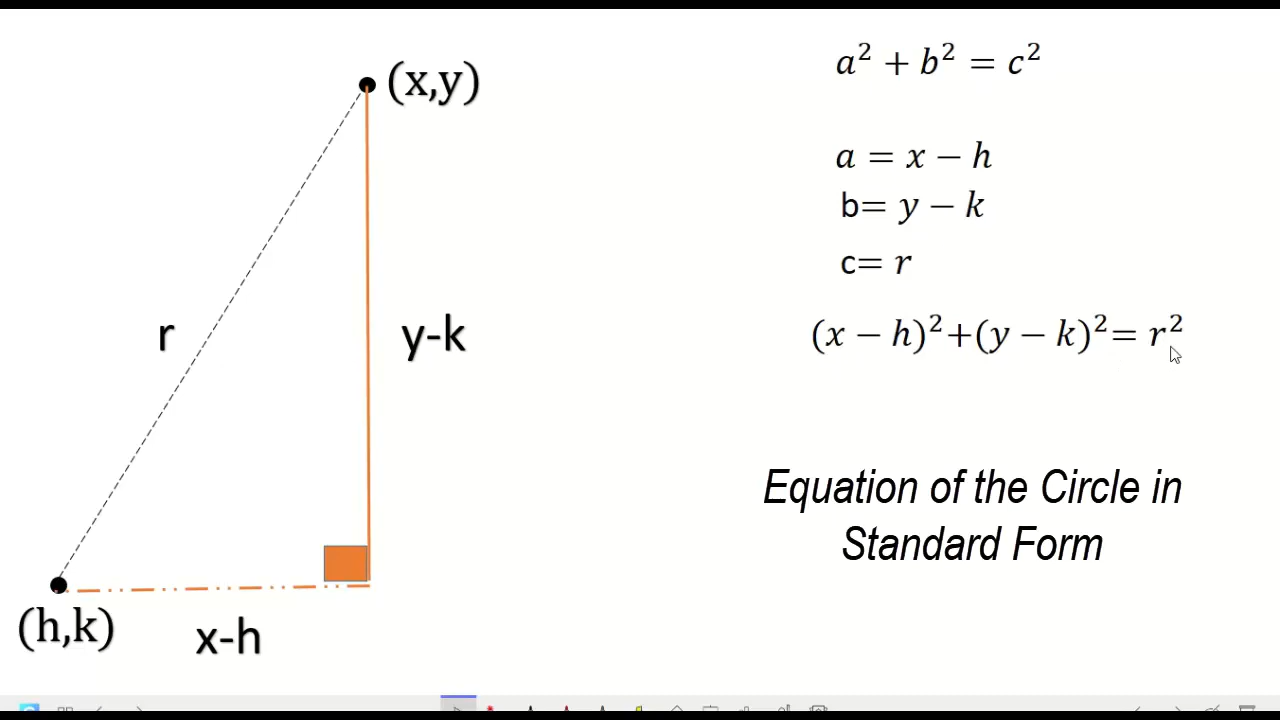 (x,y)
r
y-k
(h,k)
x-h
a² + b² = c²
a = x − h
b= y − k
c= r
(x − h)²+(y − k)²= r²
Equation of the Circle in
Standard Form